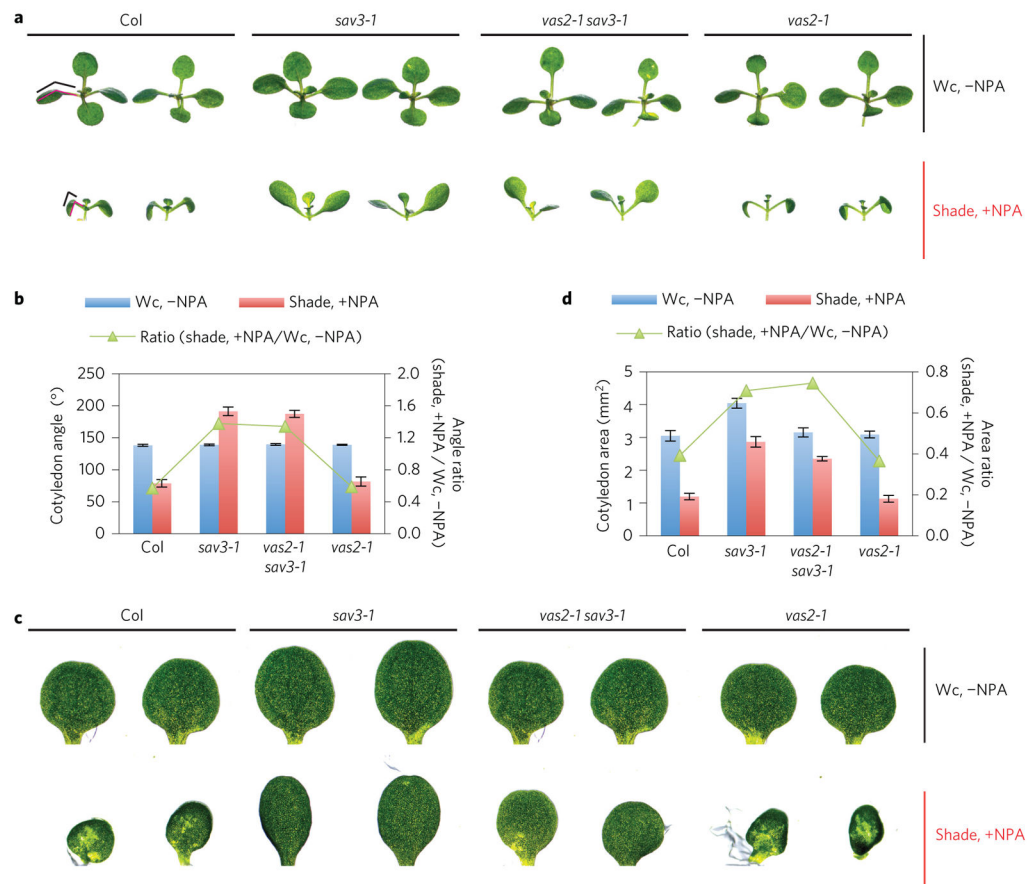 a
Col
sav3-1
vas2-1 sav3-1
vas2-1
Wc, −NPA
Shade, +NPA
b
Wc, −NPA
Shade, +NPA
Ratio (shade, +NPA/Wc, −NPA)
Cotyledon angle (°)
250
200
150
100
50
0
2.0
1.6
1.2
0.8
0.4
0.0
Angle ratio
(shade, +NPA / Wc, −NPA)
Col
sav3-1
vas2-1
sav3-1
vas2-1
d
Wc, −NPA
Shade, +NPA
Ratio (shade, +NPA/Wc, −NPA)
Cotyledon area (mm²)
5
4
3
2
1
0
0.8
0.6
0.4
0.2
0.0
Area ratio
(shade, +NPA / Wc, −NPA)
Col
sav3-1
vas2-1
sav3-1
vas2-1
c
Col
sav3-1
vas2-1 sav3-1
vas2-1
Wc, −NPA
Shade, +NPA